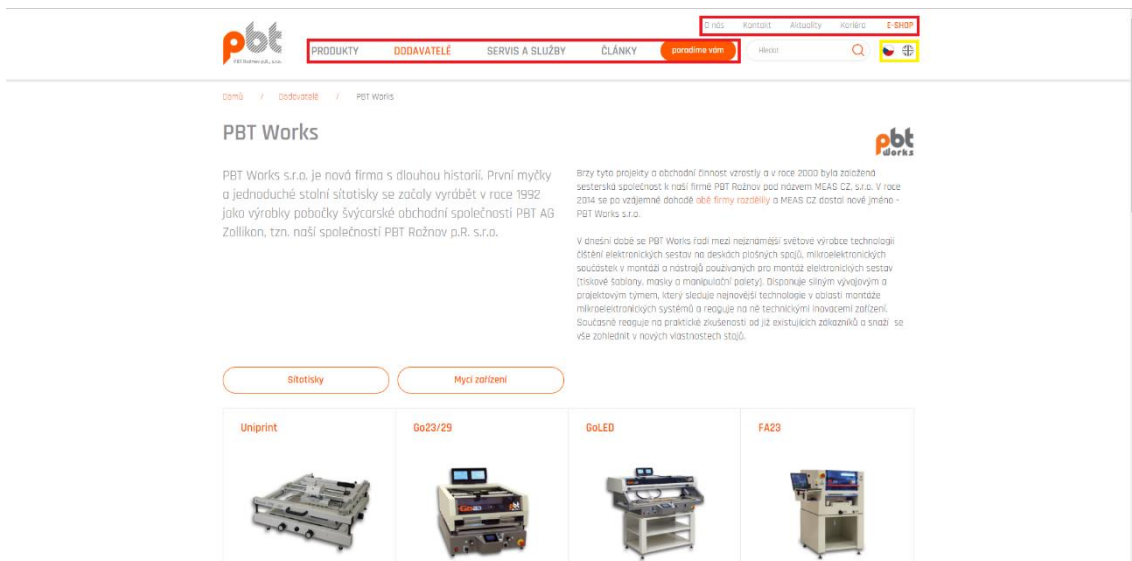 O nás Kontakt Aktuality Kariéra E-SHOP
pbt
PBT Rožnov p.R., s.r.o.
PRODUKTY DODAVATELÉ SERVIS A SLUŽBY ČLÁNKY poradíme vám Hledat
Domů / Dodavatelé / PBT Works
PBT Works
pbt
works
PBT Works s.r.o. je nová firma s dlouhou historií. První myčky
a jednoduché stolní sítotisky se začaly vyrábět v roce 1992
jako výrobky pobočky švýcarské obchodní společnosti PBT AG
Zollikon, tzn. naší společností PBT Rožnov p.R. s.r.o.
Brzy tyto projekty a obchodní činnost vzrostly a v roce 2000 byla založená
sesterská společnost k naší firmě PBT Rožnov pod názvem MEAS CZ, s.r.o. V roce
2014 se po vzájemné dohodě obě firmy rozdělily a MEAS CZ dostal nové jméno -
PBT Works s.r.o.
V dnešní době se PBT Works řadí mezi nejznámější světové výrobce technologií
čištění elektronických sestav na deskách plošných spojů, mikroelektronických
součástek v montáži a nástrojů používaných pro montáž elektronických sestav
(tiskové šablony, masky a manipulační palety). Disponuje silným vývojovým a
projektovým týmem, který sleduje nejnovější technologie v oblasti montáže
mikroelektronických systémů a reaguje na ně technickými inovacemi zařízení.
Současně reaguje na praktické zkušenosti od již existujících zákazníků a snaží se
vše zohlednit v nových vlastnostech stojů.
Sítotisky Mycí zařízení
Uniprint Go23/29 GoLED FA23
Go23 pbt